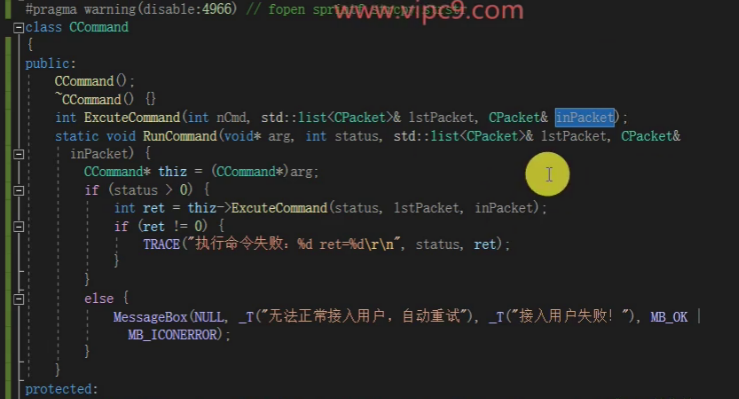 #pragma warning(disable:4966) // fopen sprintf strcpy strstr
www.vipc9.com
class CCommand
{
public:
CCommand();
~CCommand() {}
int ExcuteCommand(int nCmd, std::list<CPacket>& lstPacket, CPacket& inPacket);
static void RunCommand(void* arg, int status, std::list<CPacket>& lstPacket, CPacket&
inPacket) {
CCommand* thiz = (CCommand*)arg;
if (status > 0) {
int ret = thiz->ExcuteCommand(status, lstPacket, inPacket);
if (ret != 0) {
TRACE("执行命令失败：%d ret=%d\r\n", status, ret);
}
}
else {
MessageBox(NULL, _T("无法正常接入用户，自动重试"), _T("接入用户失败！"), MB_OK |
MB_ICONERROR);
}
}
protected: